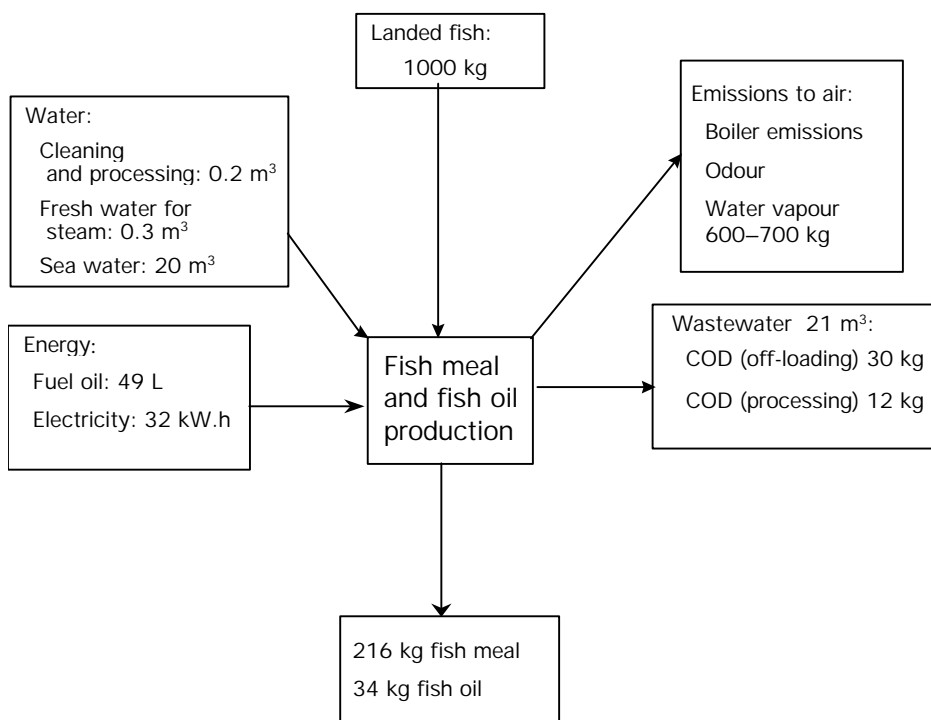 Landed fish:
1000 kg
Water:
Cleaning
and processing: 0.2 m³
Fresh water for
steam: 0.3 m³
Sea water: 20 m³
Emissions to air:
Boiler emissions
Odour
Water vapour
600–700 kg
Energy:
Fuel oil: 49 L
Electricity: 32 kW.h
Fish meal
and fish oil
production
Wastewater 21 m³:
COD (off-loading) 30 kg
COD (processing) 12 kg
216 kg fish meal
34 kg fish oil